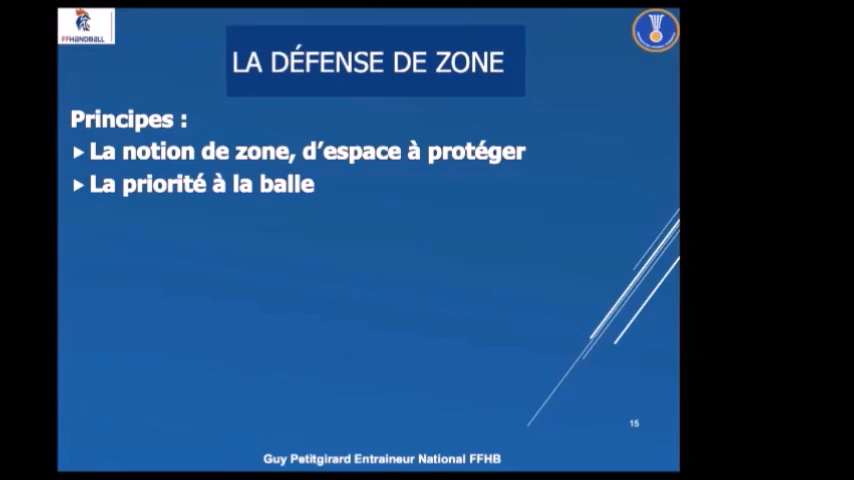 FFHANDBALL
LA DÉFENSE DE ZONE
Principes :
La notion de zone, d'espace à protéger
La priorité à la balle
15
Guy Petitgirard Entraineur National FFHB